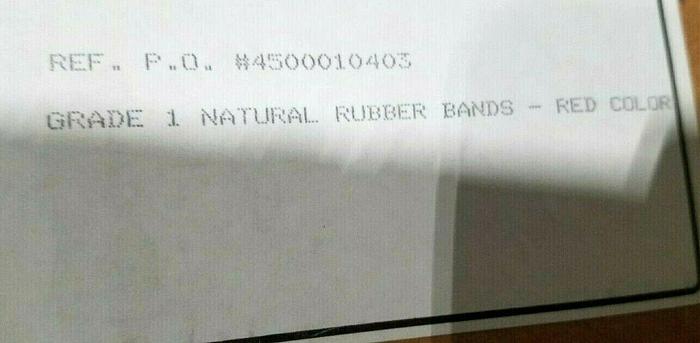 REF. P.O. #4500010403
GRADE 1 NATURAL RUBBER BANDS - RED COLOR